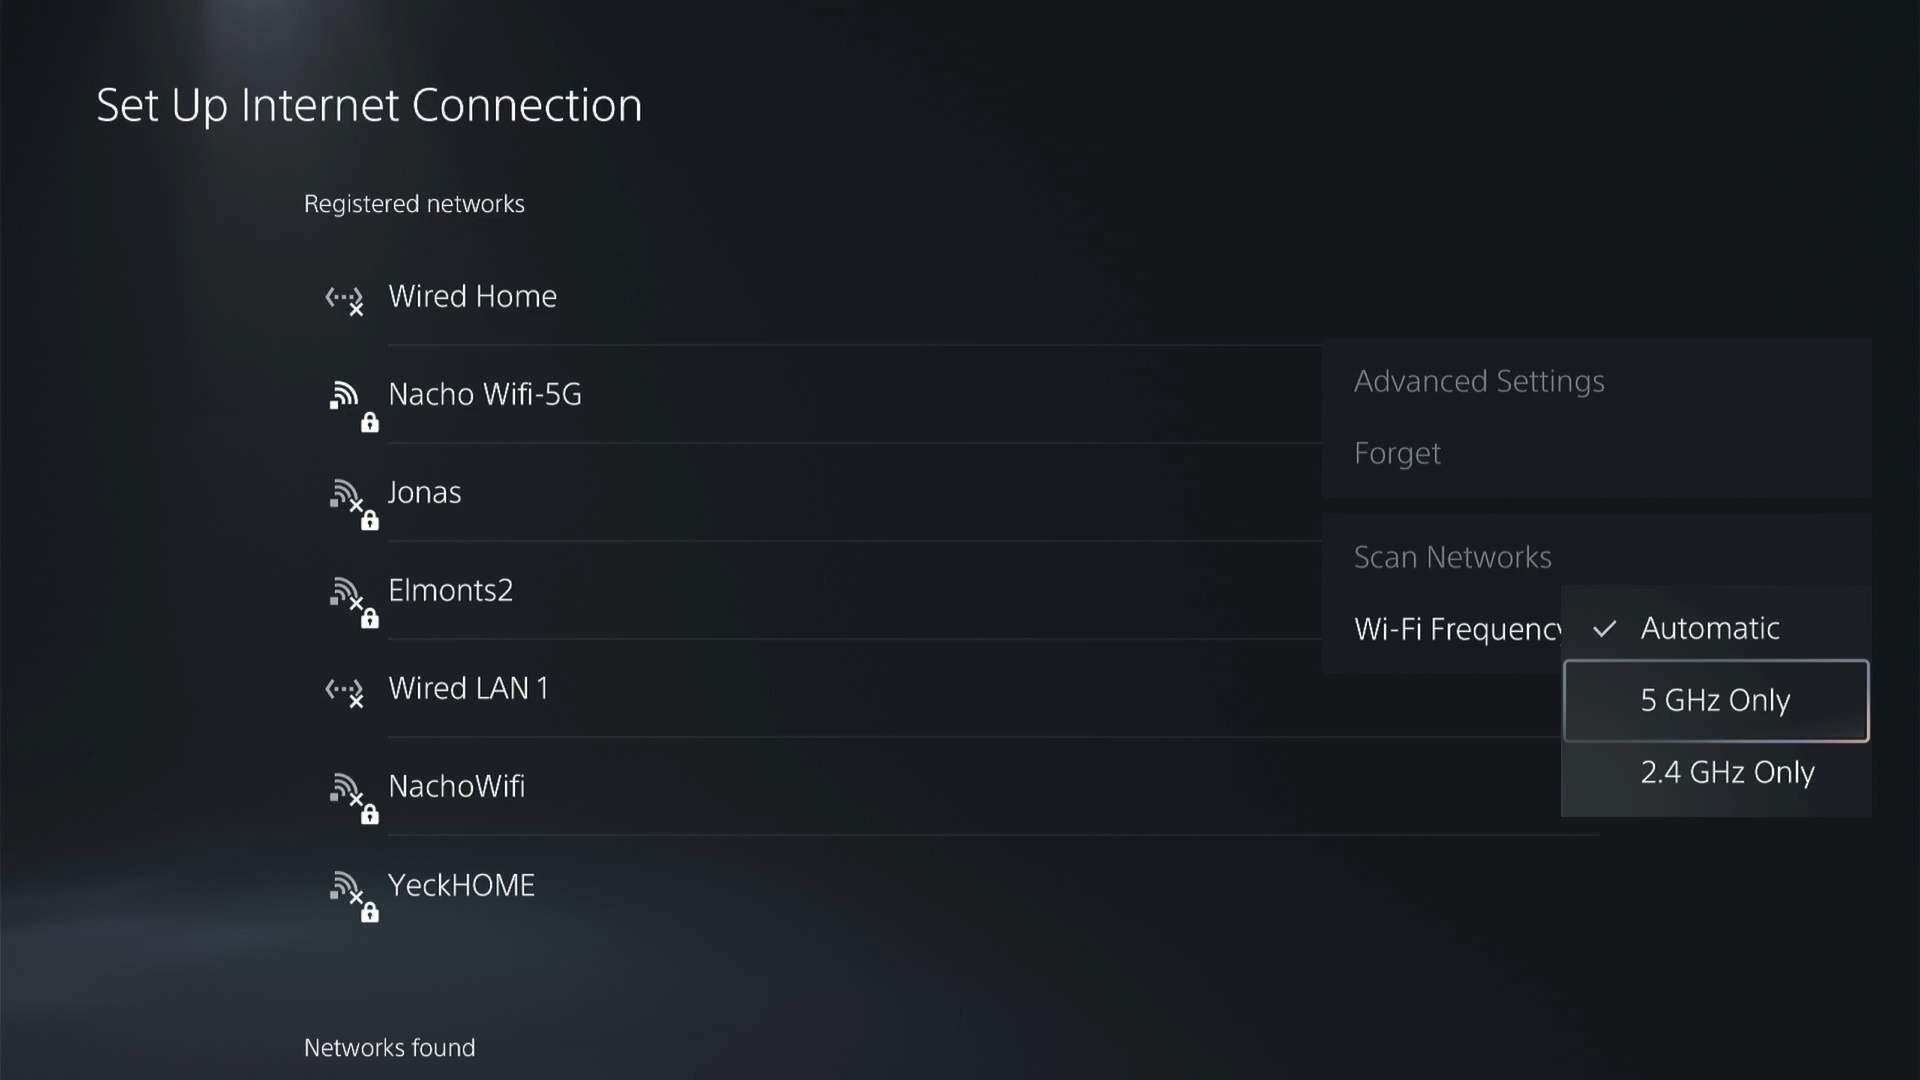 Set Up Internet Connection
Registered networks
Wired Home
Nacho Wifi-5G
Jonas
Elmonts2
Wired LAN 1
NachoWifi
YeckHOME
Networks found
Advanced Settings
Forget
Scan Networks
Wi-Fi Frequency
Automatic
5 GHz Only
2.4 GHz Only